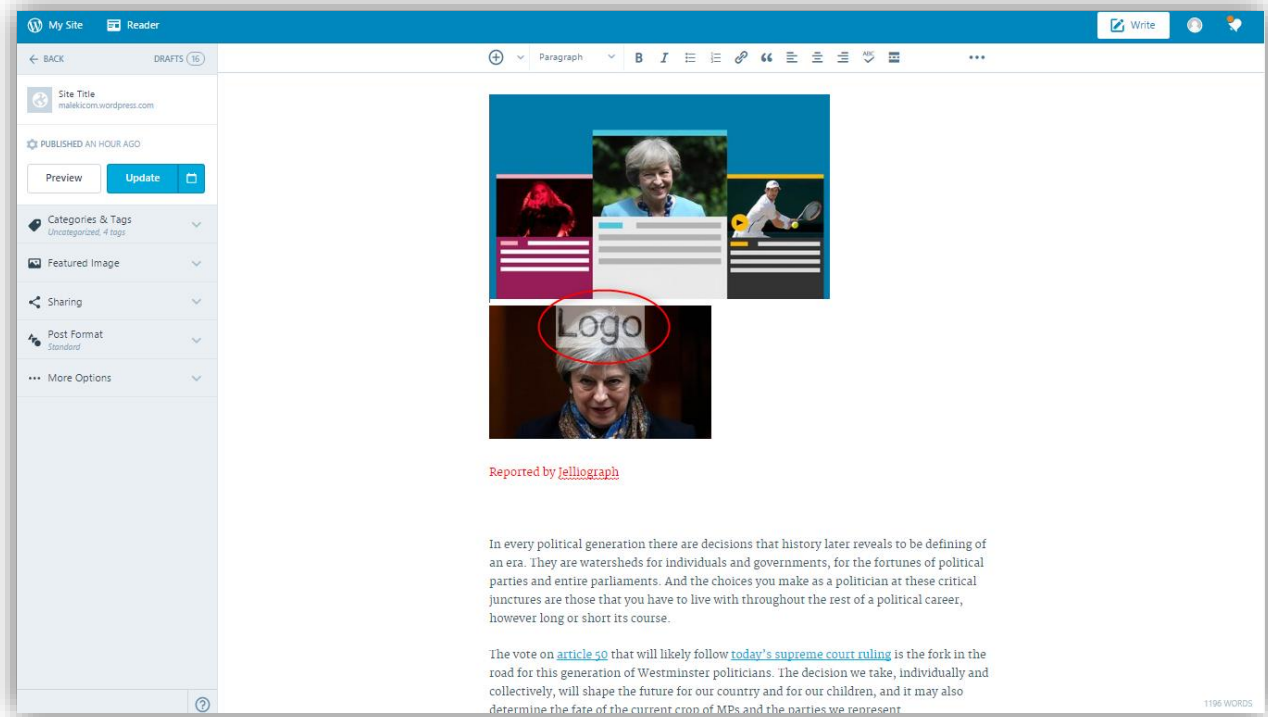 My Site Reader
Write
BACK DRAFTS 16
Site Title
malekicom.wordpress.com
PUBLISHED AN HOUR AGO
Preview Update
Categories & Tags
Uncategorized, 4 tags
Featured Image
Sharing
Post Format
Standard
More Options
Paragraph B I ABC
Logo
Reported by Jelliograph
In every political generation there are decisions that history later reveals to be defining of
an era. They are watersheds for individuals and governments, for the fortunes of political
parties and entire parliaments. And the choices you make as a politician at these critical
junctures are those that you have to live with throughout the rest of a political career,
however long or short its course.
The vote on article 50 that will likely follow today's supreme court ruling is the fork in the
road for this generation of Westminster politicians. The decision we take, individually and
collectively, will shape the future for our country and for our children, and it may also
determine the fate of the current crop of MPs and the parties we represent.
1196 WORDS